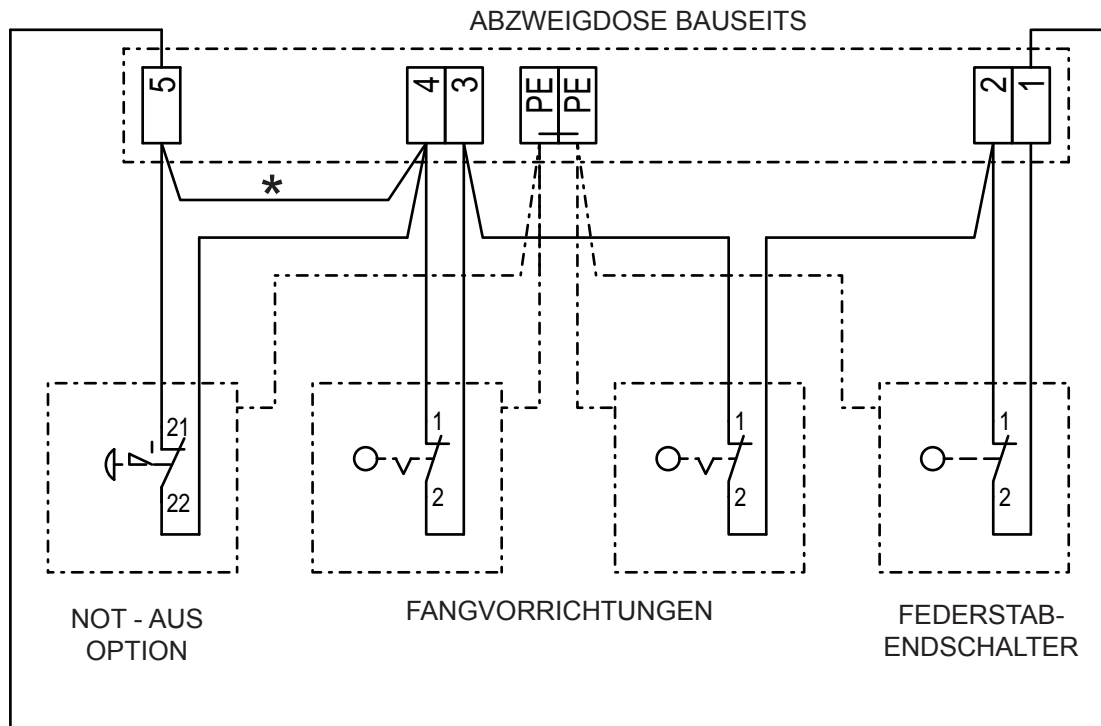 ABZWEIGDOSE BAUSEITS
5
4
3
PE
PE
2
1
*
21
22
1
2
1
2
1
2
NOT - AUS
OPTION
FANGVORRICHTUNGEN
FEDERSTAB-
ENDSCHALTER